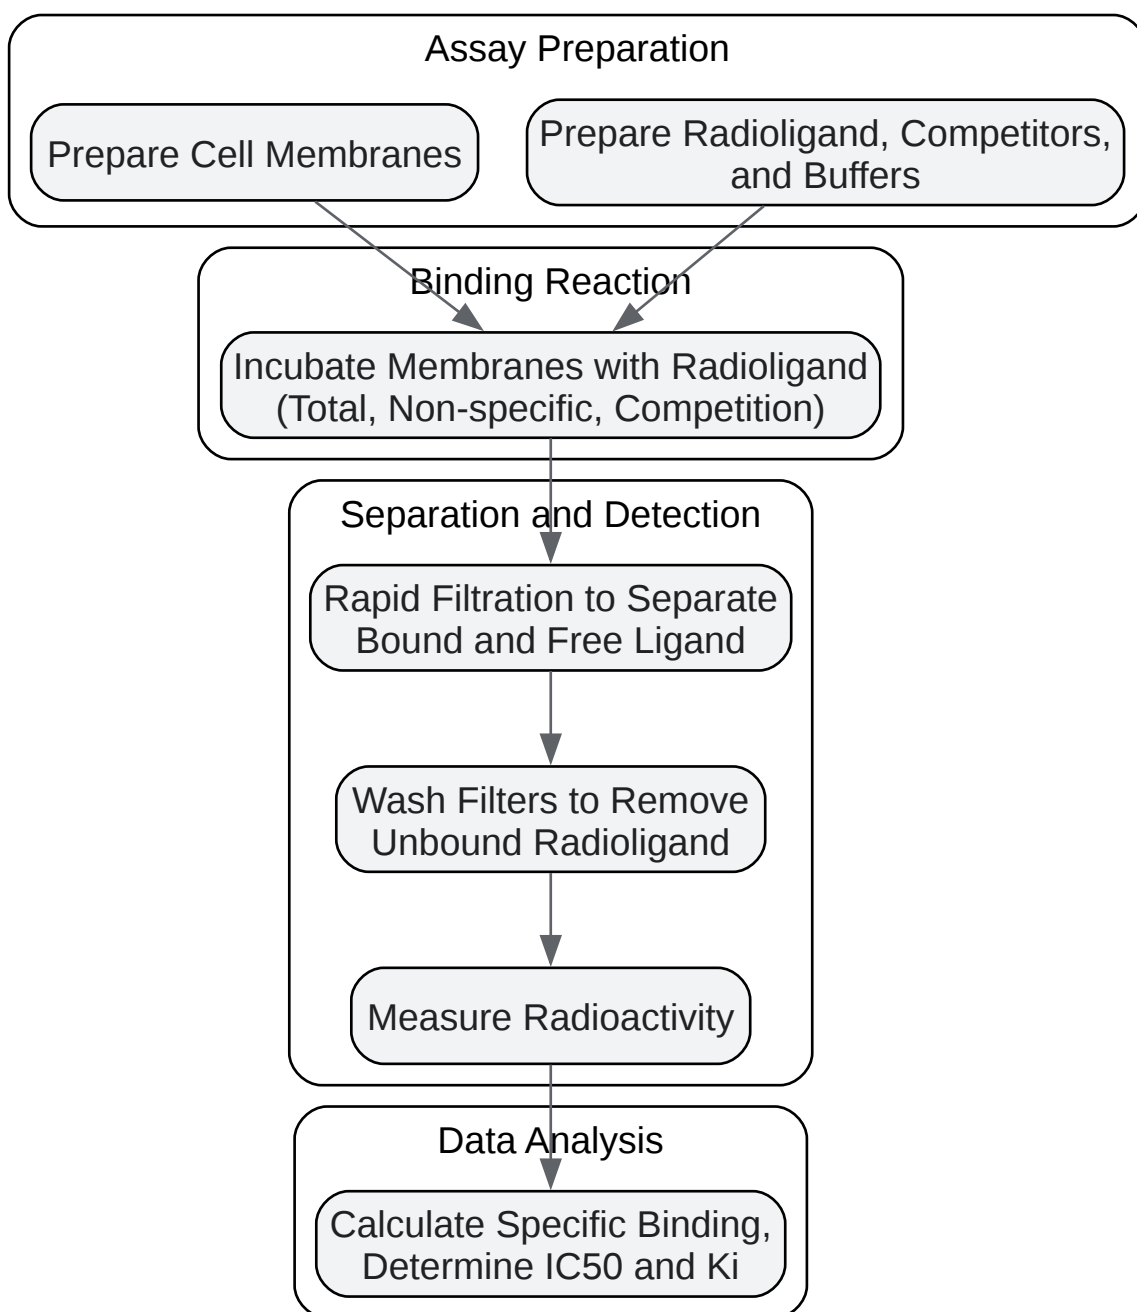 Assay Preparation
Prepare Cell Membranes
Prepare Radioligand, Competitors,
and Buffers
Binding Reaction
Incubate Membranes with Radioligand
(Total, Non-specific, Competition)
Separation and Detection
Rapid Filtration to Separate
Bound and Free Ligand
Wash Filters to Remove
Unbound Radioligand
Measure Radioactivity
Data Analysis
Calculate Specific Binding,
Determine IC50 and Ki